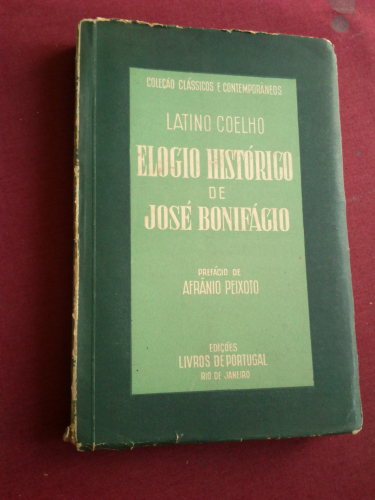 COLEÇÃO CLÁSSICOS E CONTEMPORÂNEOS
LATINO COELHO
ELOGIO HISTÓRICO
DE
JOSÉ BONIFÁCIO
PREFÁCIO DE
AFRÂNIO PEIXOTO
EDIÇÕES
LIVROS DE PORTUGAL
RIO DE JANEIRO